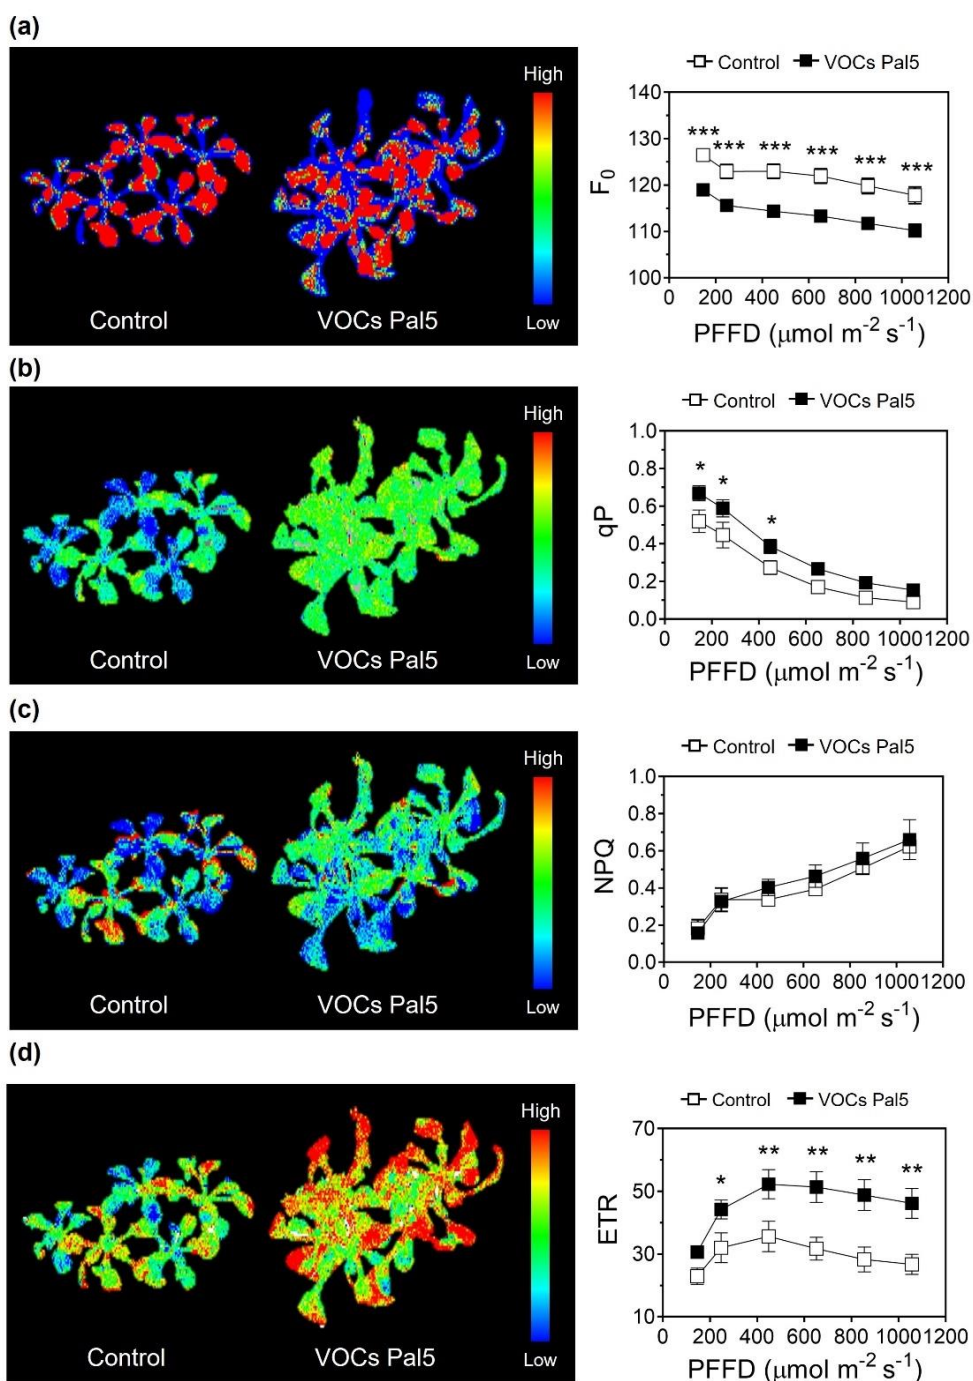 (a)
High
Low
Control
VOCs Pal5
Control VOCs Pal5
140
130
120
110
100
F0
*** *** *** *** *** ***
0 200 400 600 800 1000 1200
PFFD (μmol m-2 s-1)
(b)
High
Low
Control
VOCs Pal5
Control VOCs Pal5
1.0
0.8
0.6
0.4
0.2
0.0
qP
* * *
0 200 400 600 800 1000 1200
PFFD (μmol m-2 s-1)
(c)
High
Low
Control
VOCs Pal5
Control VOCs Pal5
1.0
0.8
0.6
0.4
0.2
0.0
NPQ
0 200 400 600 800 1000 1200
PFFD (μmol m-2 s-1)
(d)
High
Low
Control
VOCs Pal5
Control VOCs Pal5
70
50
30
10
ETR
* ** ** ** **
0 200 400 600 800 1000 1200
PFFD (μmol m-2 s-1)